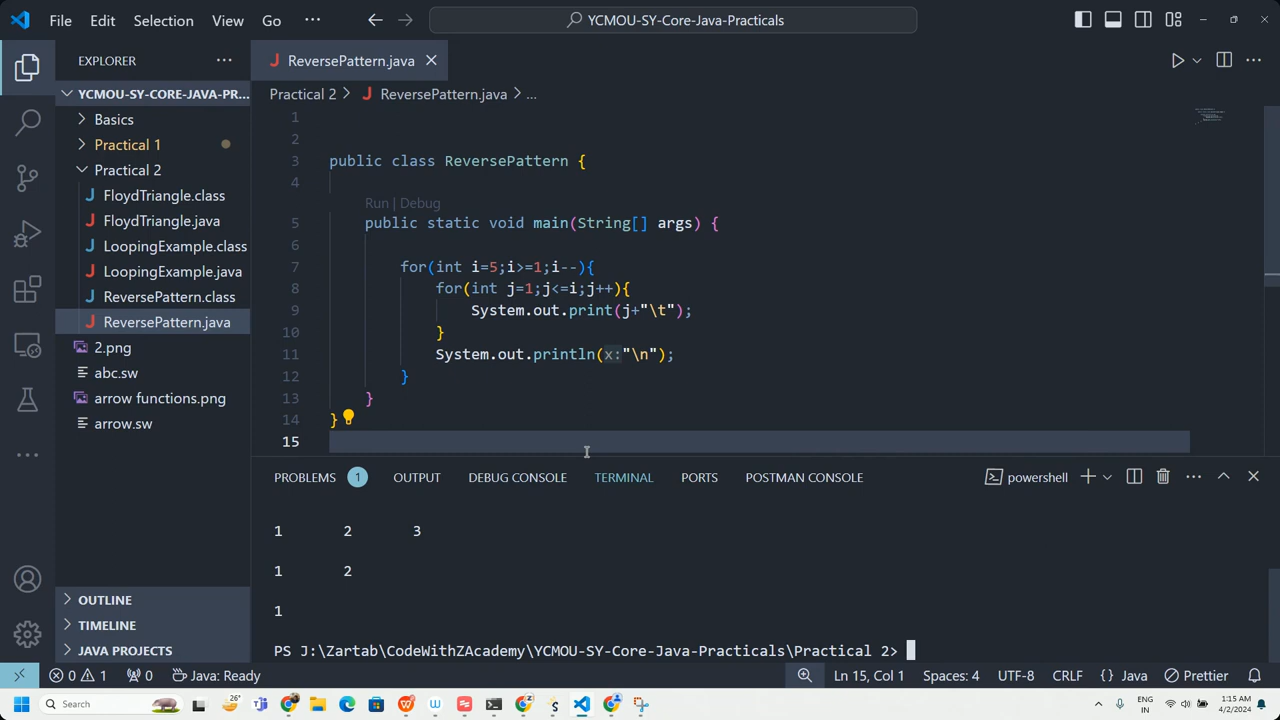 File Edit Selection View Go ··· YCMOU-SY-Core-Java-Practicals
EXPLORER ···
YCMOU-SY-CORE-JAVA-PR...
Basics
Practical 1
Practical 2
J FloydTriangle.class
J FloydTriangle.java
J LoopingExample.class
J LoopingExample.java
J ReversePattern.class
J ReversePattern.java
2.png
abc.sw
arrow functions.png
arrow.sw
OUTLINE
TIMELINE
JAVA PROJECTS
J ReversePattern.java
Practical 2 > J ReversePattern.java > ...
1
2
3 public class ReversePattern {
4
Run | Debug
5 public static void main(String[] args) {
6
7 for(int i=5;i>=1;i--){
8 for(int j=1;j<=i;j++){
9 System.out.print(j+"\t");
10 }
11 System.out.println(x:"\n");
12 }
13 }
14 }
15
PROBLEMS 1 OUTPUT DEBUG CONSOLE TERMINAL PORTS POSTMAN CONSOLE powershell
1 2 3
1 2
1
PS J:\Zartab\CodeWithZAcademy\YCMOU-SY-Core-Java-Practicals\Practical 2>
0 1 0 Java: Ready Ln 15, Col 1 Spaces: 4 UTF-8 CRLF {} Java Prettier
Search 26° ENG IN 1:15 AM 4/2/2024